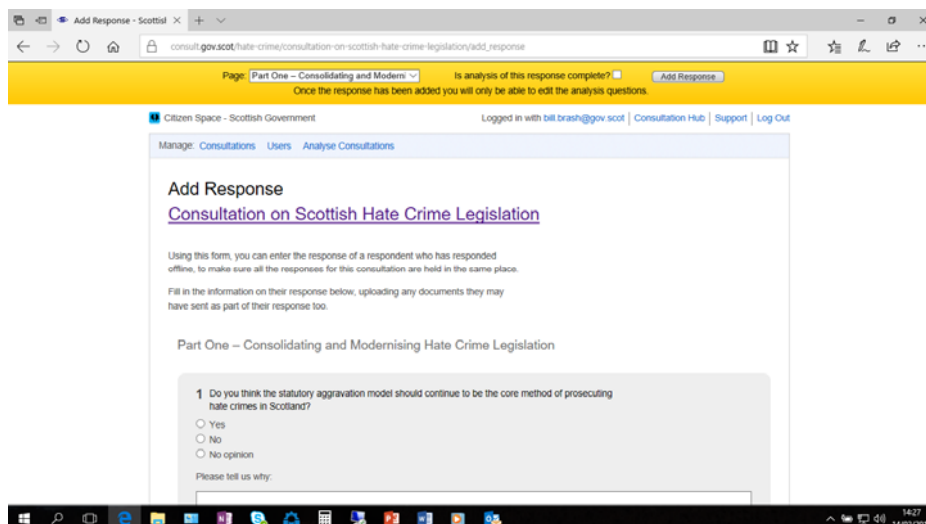 Add Response - Scottisl
consult.gov.scot/hate-crime/consultation-on-scottish-hate-crime-legislation/add_response
Page: Part One – Consolidating and Moderni Is analysis of this response complete? Add Response
Once the response has been added you will only be able to edit the analysis questions.
Citizen Space - Scottish Government Logged in with bill.brash@gov.scot | Consultation Hub | Support | Log Out
Manage: Consultations Users Analyse Consultations
Add Response
Consultation on Scottish Hate Crime Legislation
Using this form, you can enter the response of a respondent who has responded
offline, to make sure all the responses for this consultation are held in the same place.
Fill in the information on their response below, uploading any documents they may
have sent as part of their response too.
Part One – Consolidating and Modernising Hate Crime Legislation
1 Do you think the statutory aggravation model should continue to be the core method of prosecuting
hate crimes in Scotland?
Yes
No
No opinion
Please tell us why:
14:27